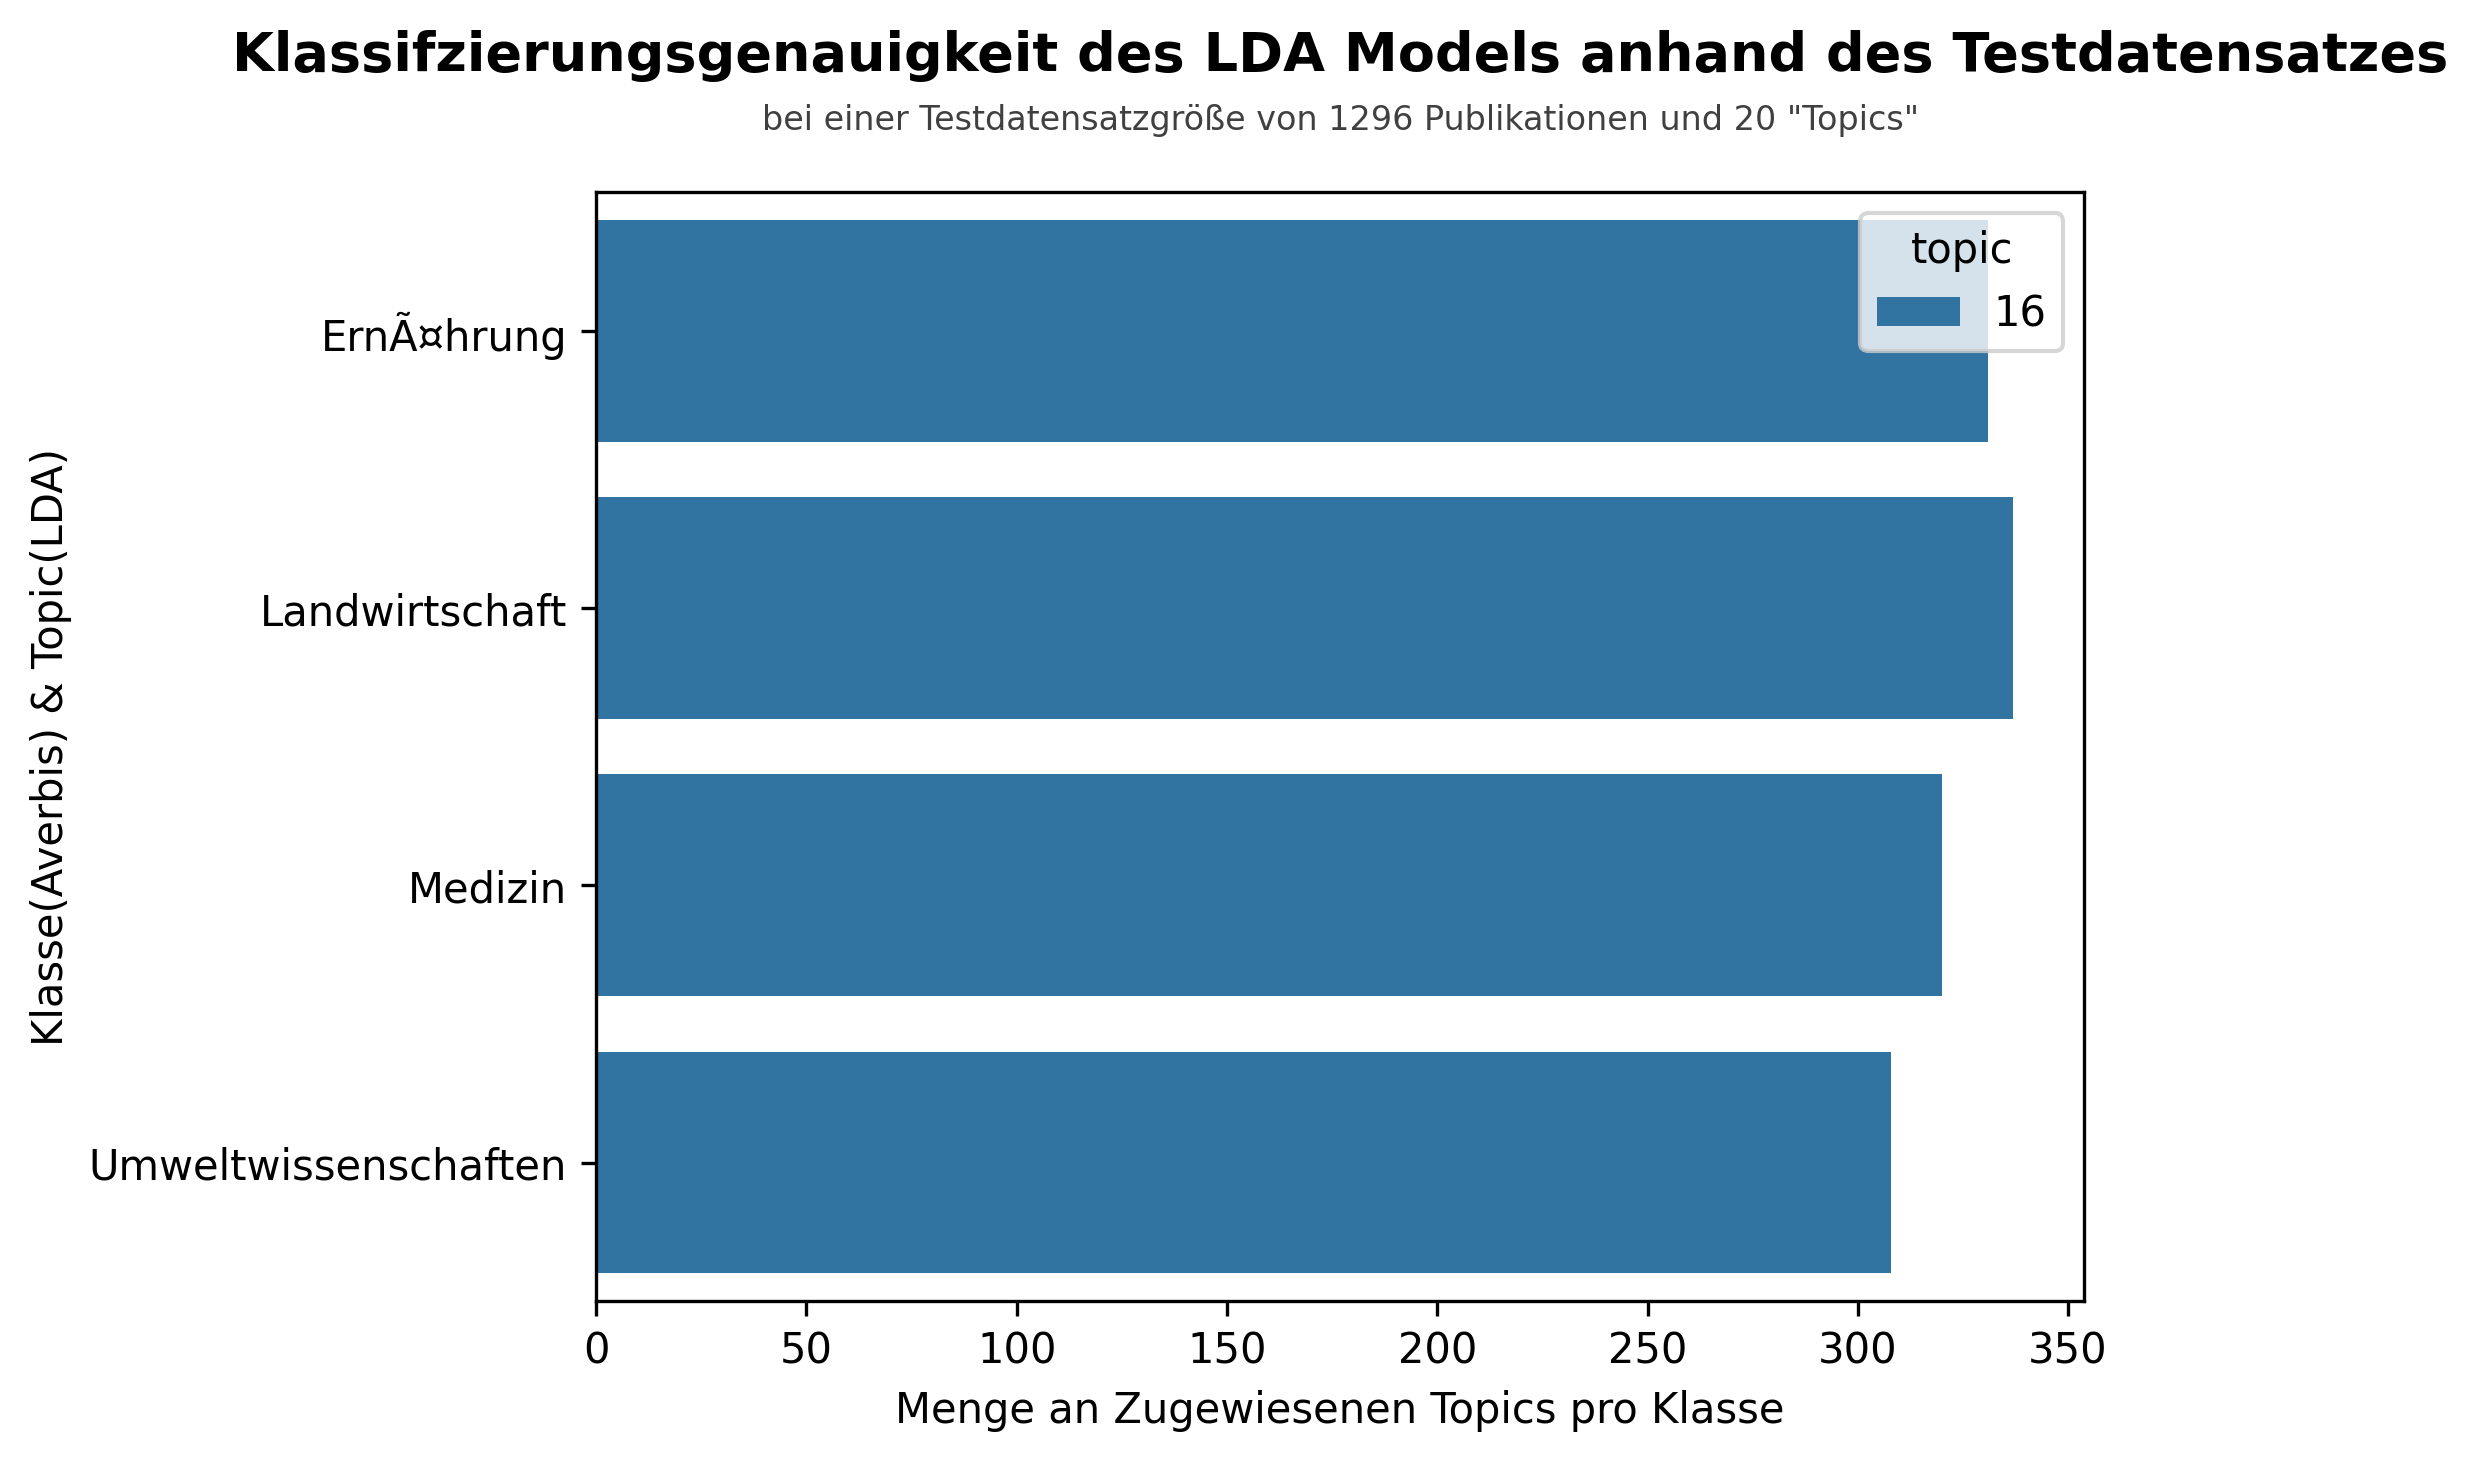 Klassifzierungsgenauigkeit des LDA Models anhand des Testdatensatzes
bei einer Testdatensatzgröße von 1296 Publikationen und 20 "Topics"
topic
16
Klasse(Averbis) & Topic(LDA)
ErnÃ¤hrung
Landwirtschaft
Medizin
Umweltwissenschaften
0 50 100 150 200 250 300 350
Menge an Zugewiesenen Topics pro Klasse